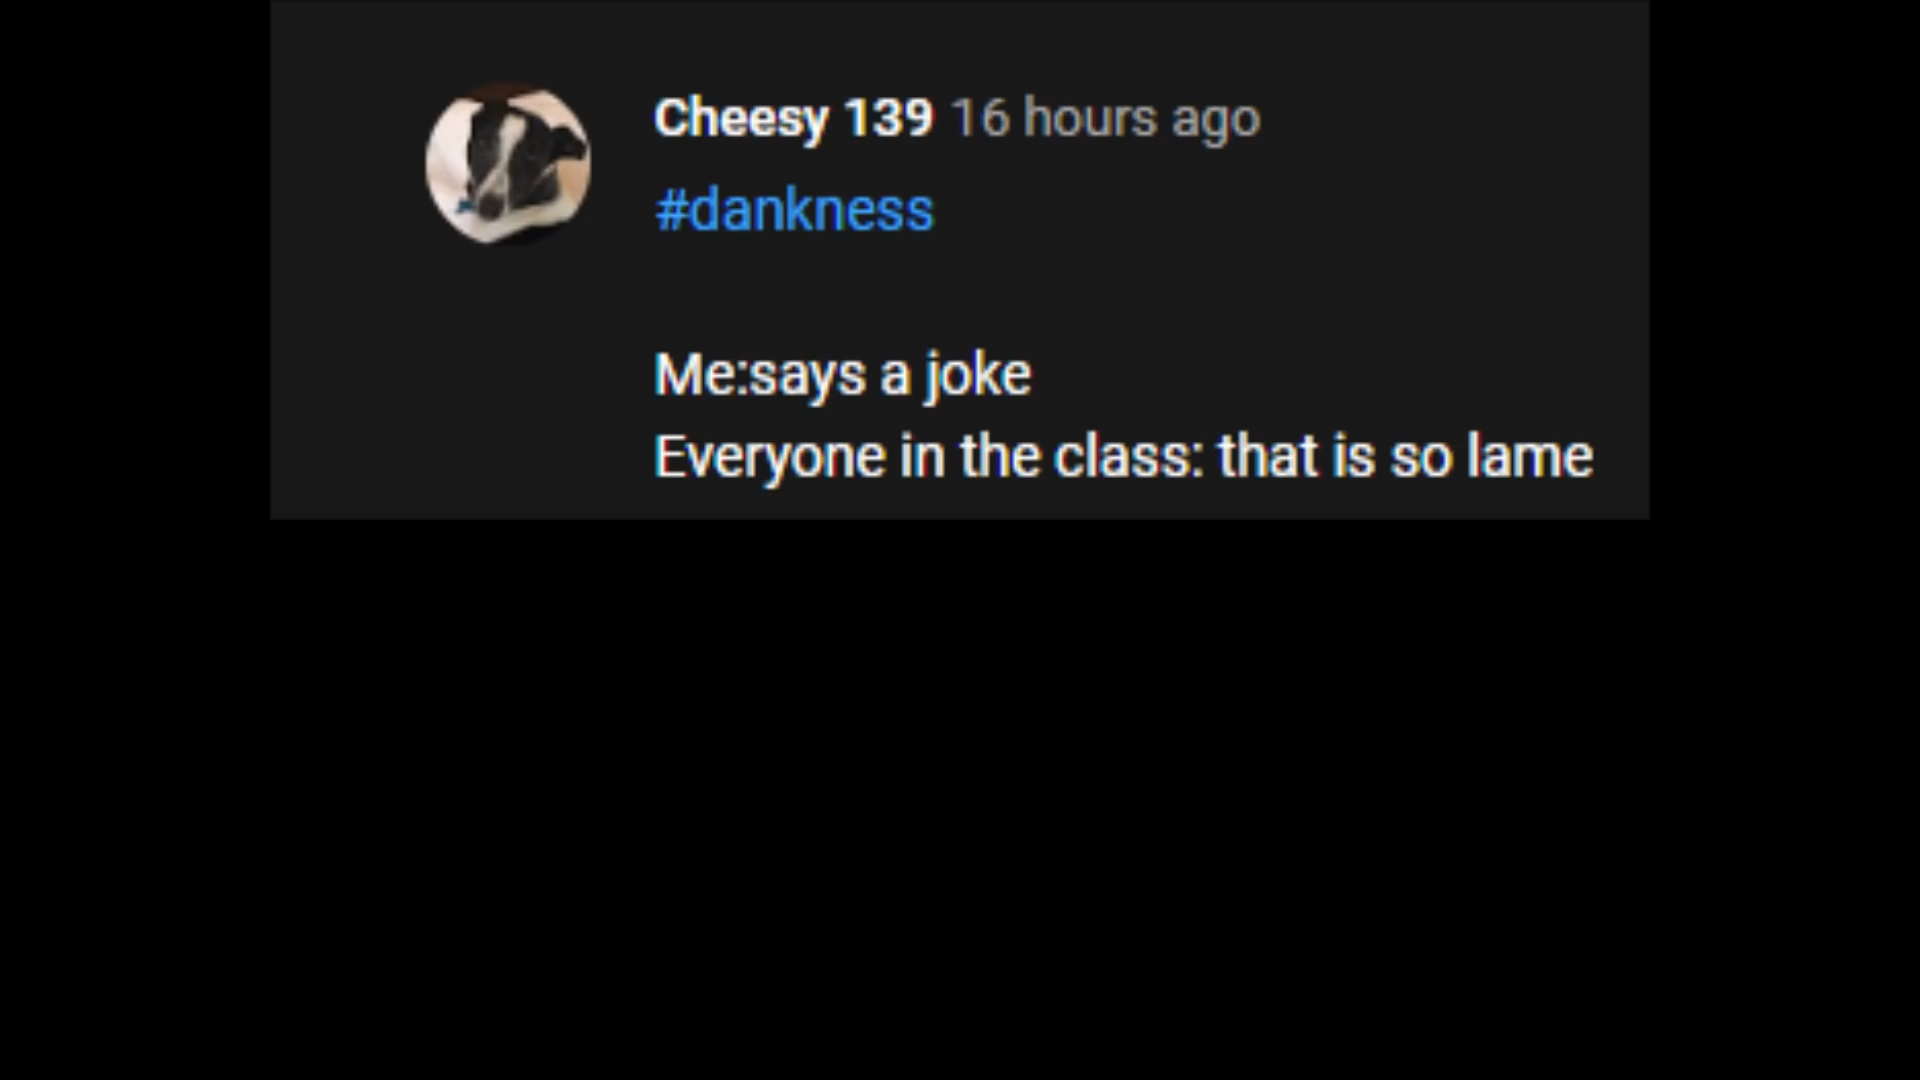 Cheesy 139 16 hours ago
#dankness
Me:says a joke
Everyone in the class: that is so lame